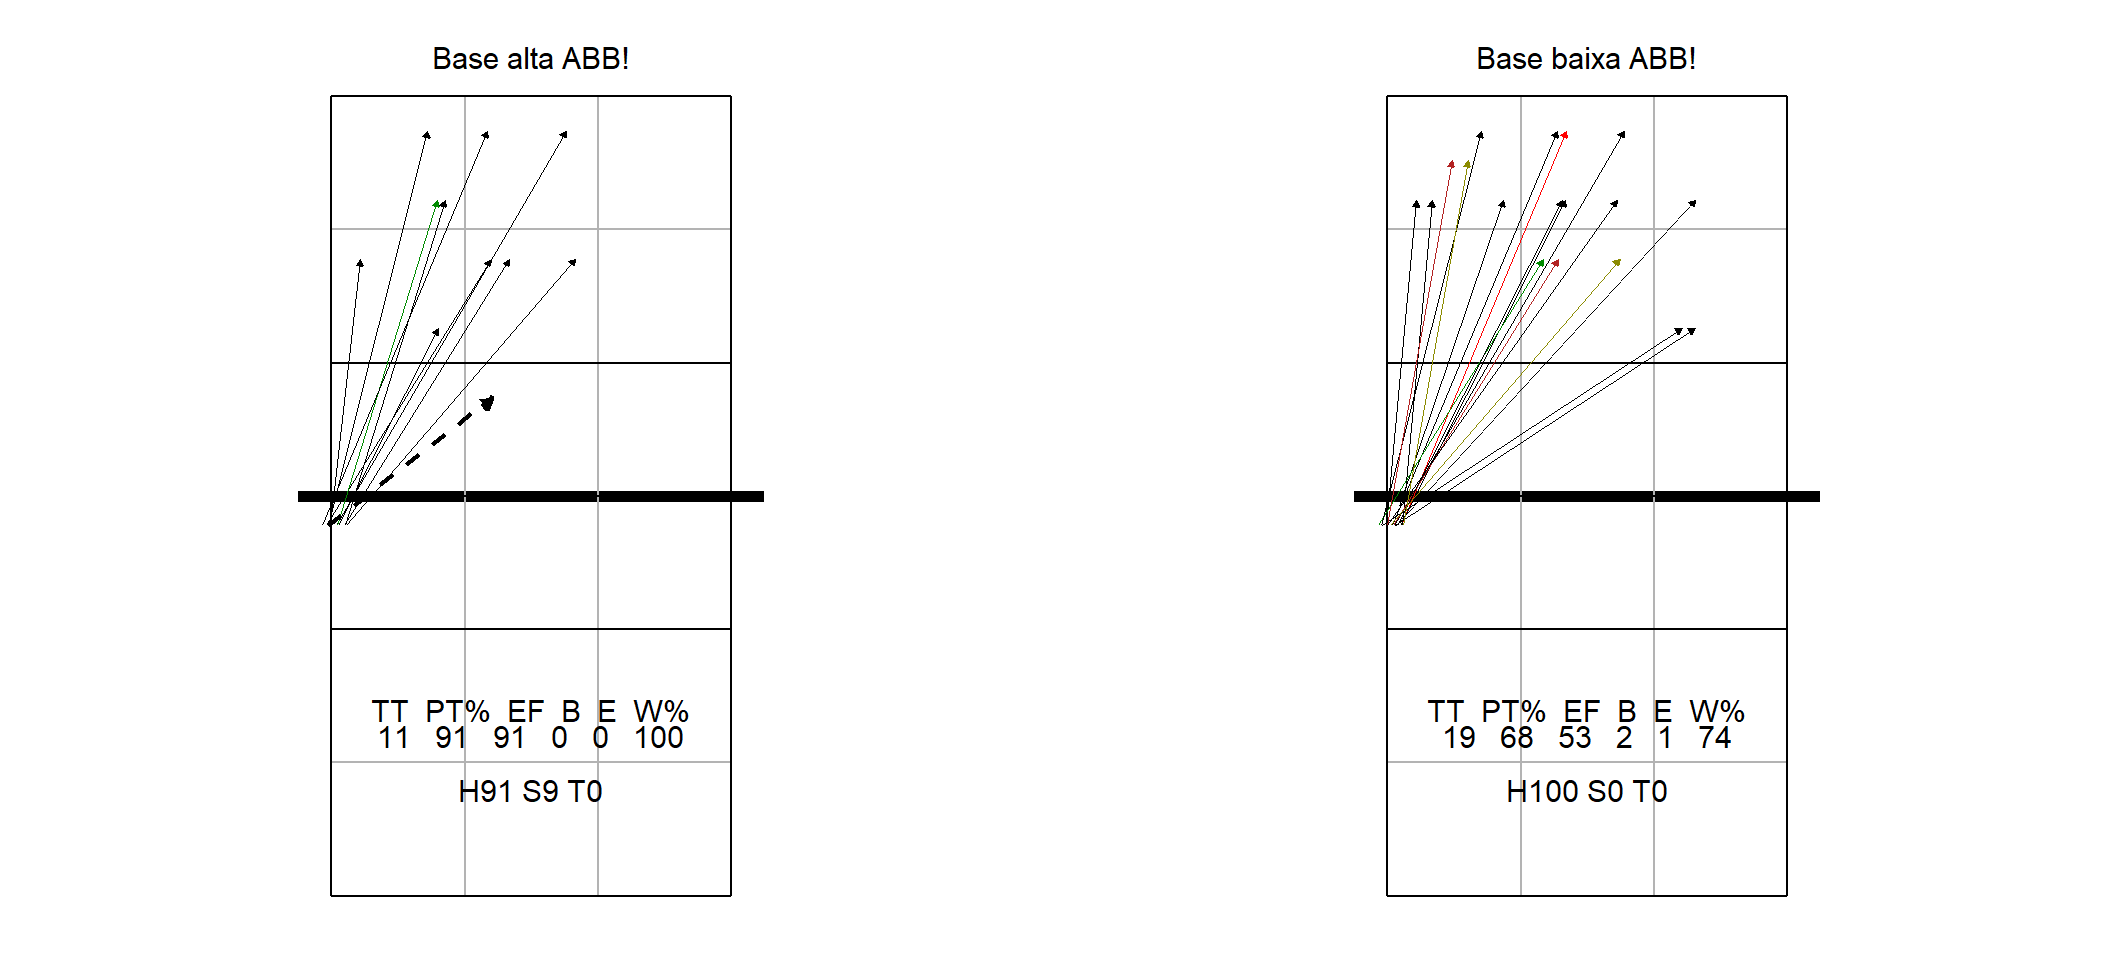 Base alta ABB!
TT PT% EF B E W%
11 91 91 0 0 100
H91 S9 T0
Base baixa ABB!
TT PT% EF B E W%
19 68 53 2 1 74
H100 S0 T0